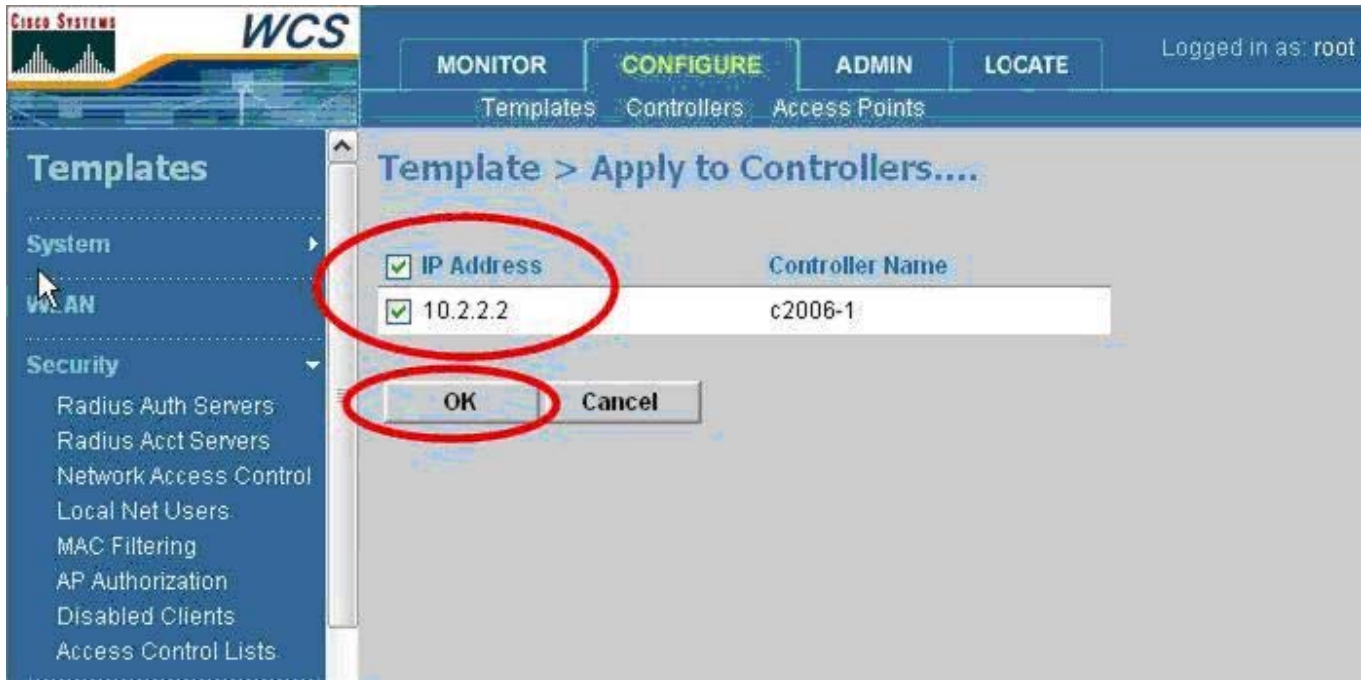 CISCO SYSTEMS
WCS
MONITOR CONFIGURE ADMIN LOCATE
Logged in as: root
Templates Controllers Access Points
Templates
System
WLAN
Security
Radius Auth Servers
Radius Acct Servers
Network Access Control
Local Net Users
MAC Filtering
AP Authorization
Disabled Clients
Access Control Lists
Template > Apply to Controllers....
IP Address Controller Name
10.2.2.2 c2006-1
OK Cancel